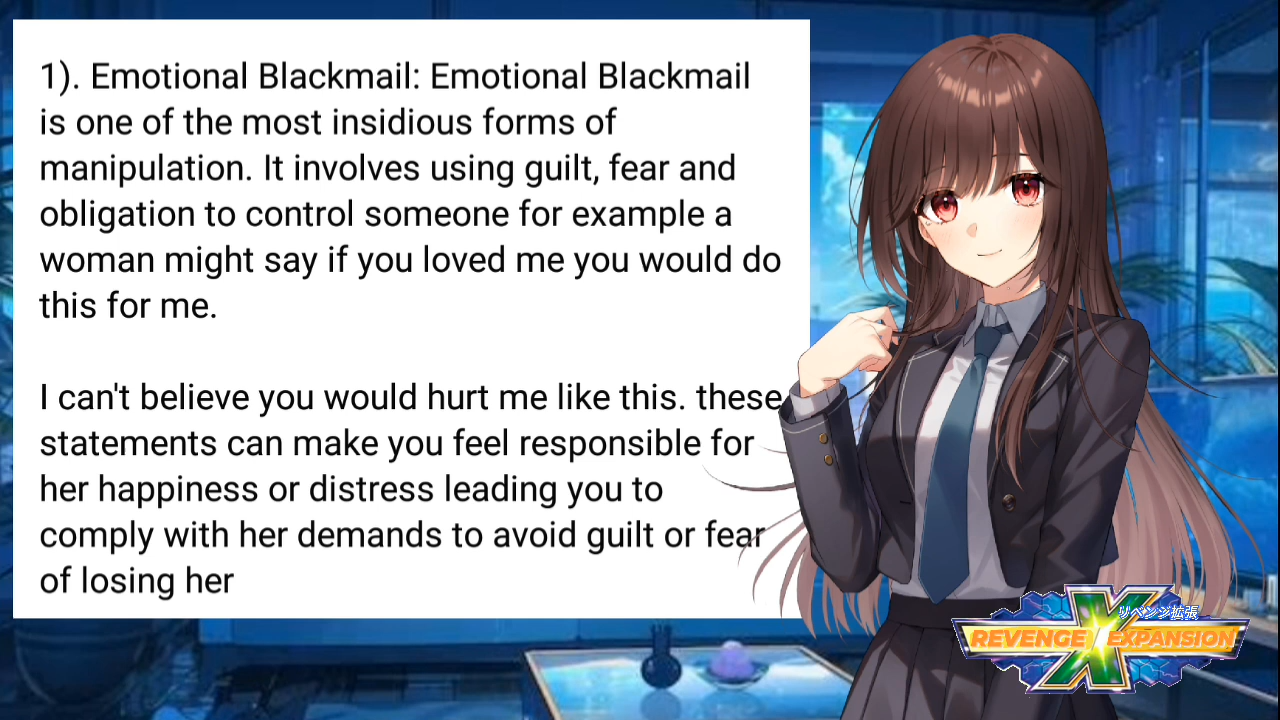 1). Emotional Blackmail: Emotional Blackmail
is one of the most insidious forms of
manipulation. It involves using guilt, fear and
obligation to control someone for example a
woman might say if you loved me you would do
this for me.
I can't believe you would hurt me like this. these
statements can make you feel responsible for
her happiness or distress leading you to
comply with her demands to avoid guilt or fear
of losing her
リベンジ拡張
REVENGE X EXPANSION